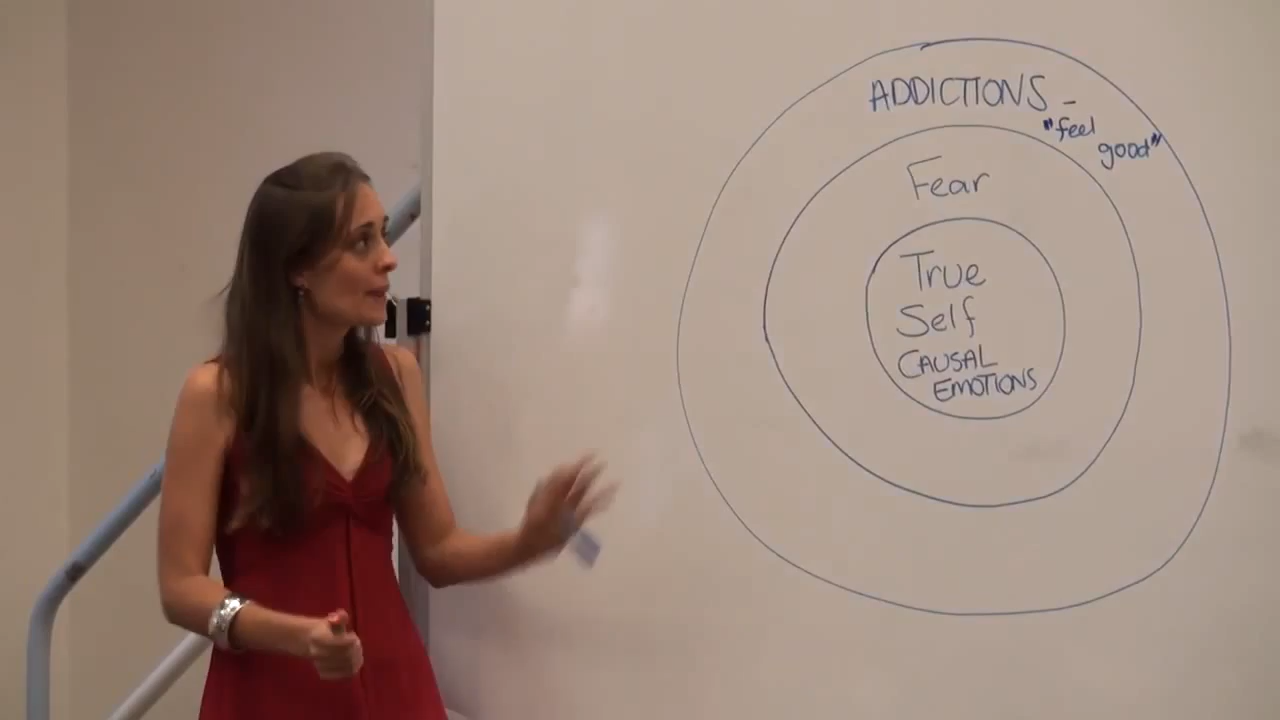 ADDICTIONS -
"feel
good"
Fear
True
Self
CAUSAL
EMOTIONS